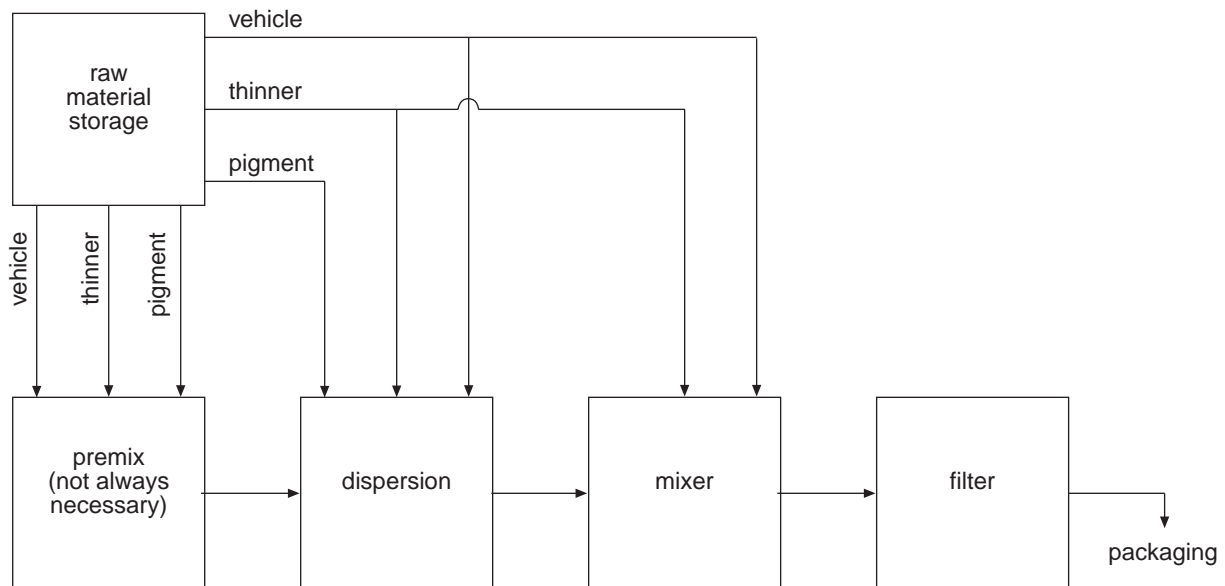 vehicle
raw
material
storage
thinner
pigment
vehicle
thinner
pigment
premix
(not always
necessary)
dispersion
mixer
filter
packaging